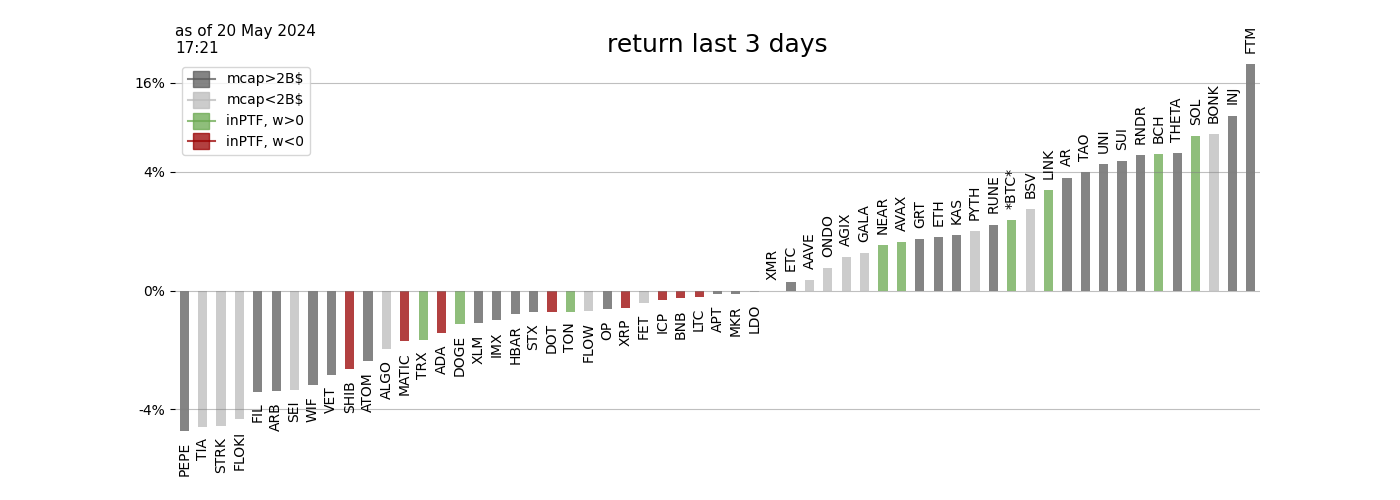 as of 20 May 2024
17:21
return last 3 days
mcap>2B$
mcap<2B$
inPTF, w>0
inPTF, w<0
16%
4%
0%
-4%
PEPE
TIA
STRK
FLOKI
FIL
ARB
SEI
WIF
VET
SHIB
ATOM
ALGO
MATIC
TRX
ADA
DOGE
XLM
IMX
HBAR
STX
DOT
TON
FLOW
OP
XRP
FET
ICP
BNB
LTC
APT
MKR
LDO
XMR
ETC
AAVE
ONDO
AGIX
GALA
NEAR
AVAX
GRT
ETH
KAS
PYTH
RUNE
*BTC*
BSV
LINK
AR
TAO
UNI
SUI
RNDR
BCH
THETA
SOL
BONK
INJ
FTM